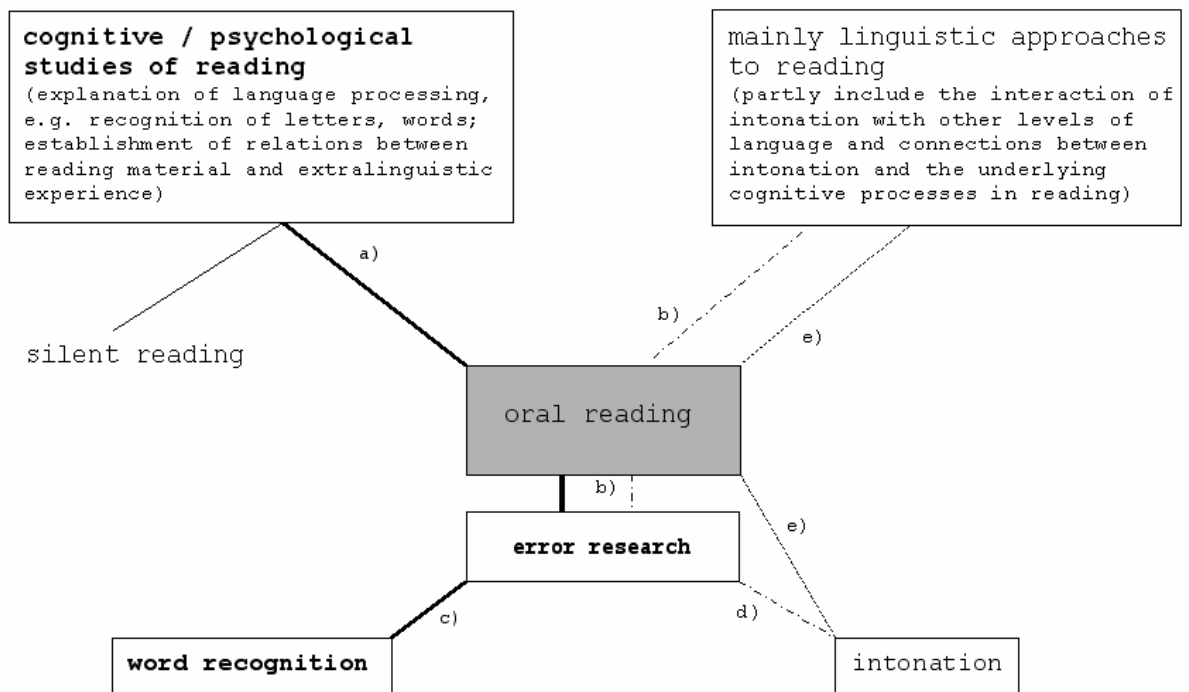 cognitive / psychological
studies of reading
(explanation of language processing,
e.g. recognition of letters, words;
establishment of relations between
reading material and extralinguistic
experience)
mainly linguistic approaches
to reading
(partly include the interaction of
intonation with other levels of
language and connections between
intonation and the underlying
cognitive processes in reading)
a)
b)
e)
silent reading
oral reading
b)
e)
error research
c)
d)
word recognition
intonation